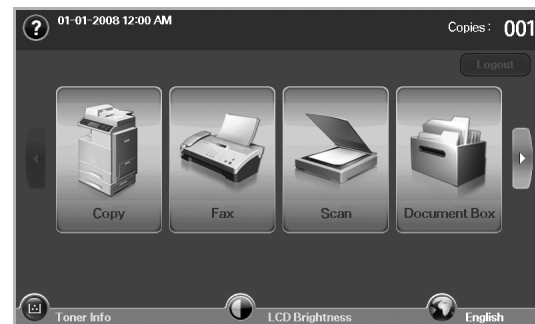 ? 01-01-2008 12:00 AM Copies : 001
Logout
Copy Fax Scan Document Box
Toner Info LCD Brightness English